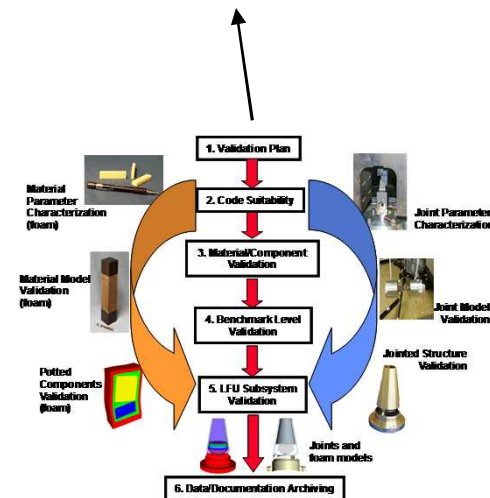 1. Validation Plan
Material
Parameter
Characterization
(foam)
2. Code Suitability
Joint Parameter
Characterization
3. Material/Component
Validation
Material Model
Validation
(foam)
Joint Model
Validation
4. Benchmark Level
Validation
Potted
Components
Validation
(foam)
Jointed Structure
Validation
5. LFU Subsystem
Validation
Joints and
foam models
6. Data/Documentation Archiving